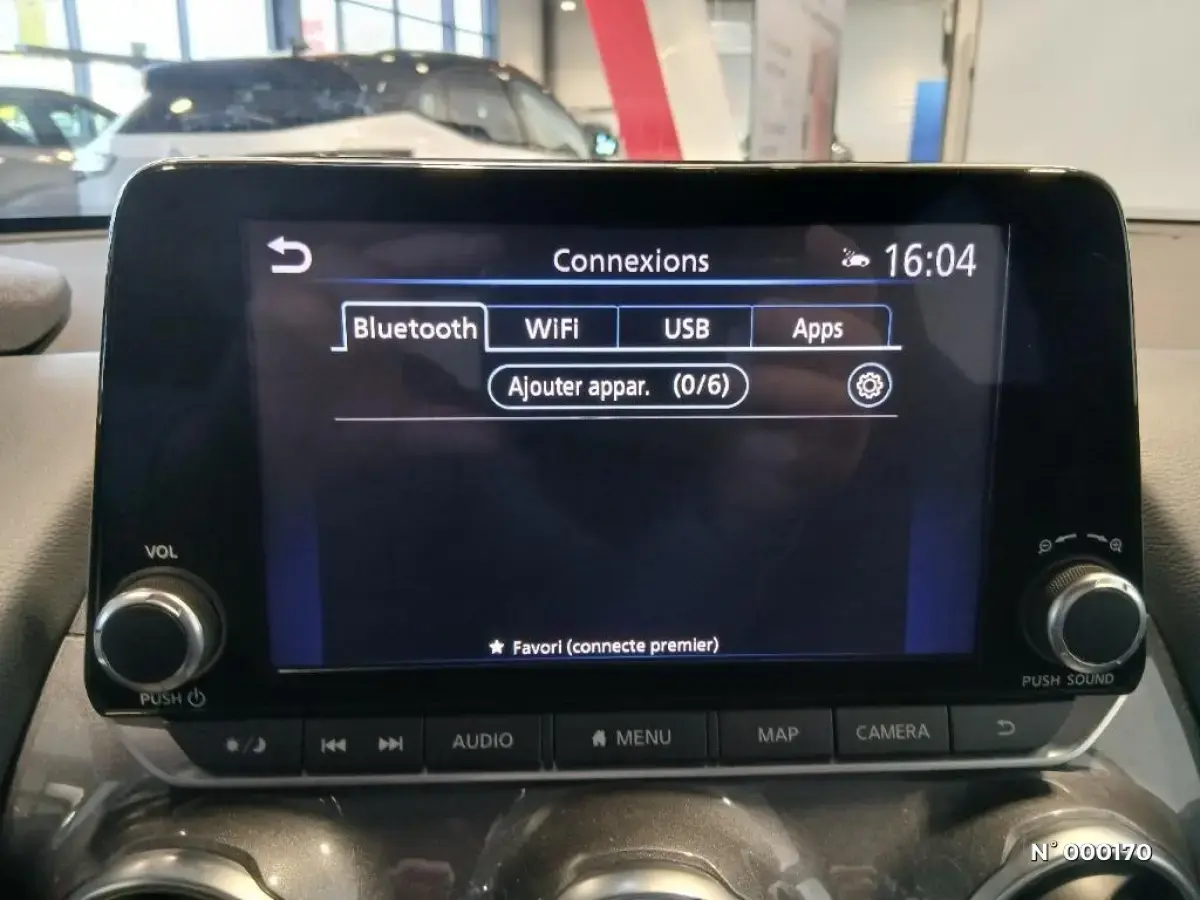 Connexions 16:04
Bluetooth WiFi USB Apps
Ajouter appar. (0/6)
★ Favori (connecte premier)
VOL
PUSH
PUSH SOUND
AUDIO MENU MAP CAMERA
N° 000170